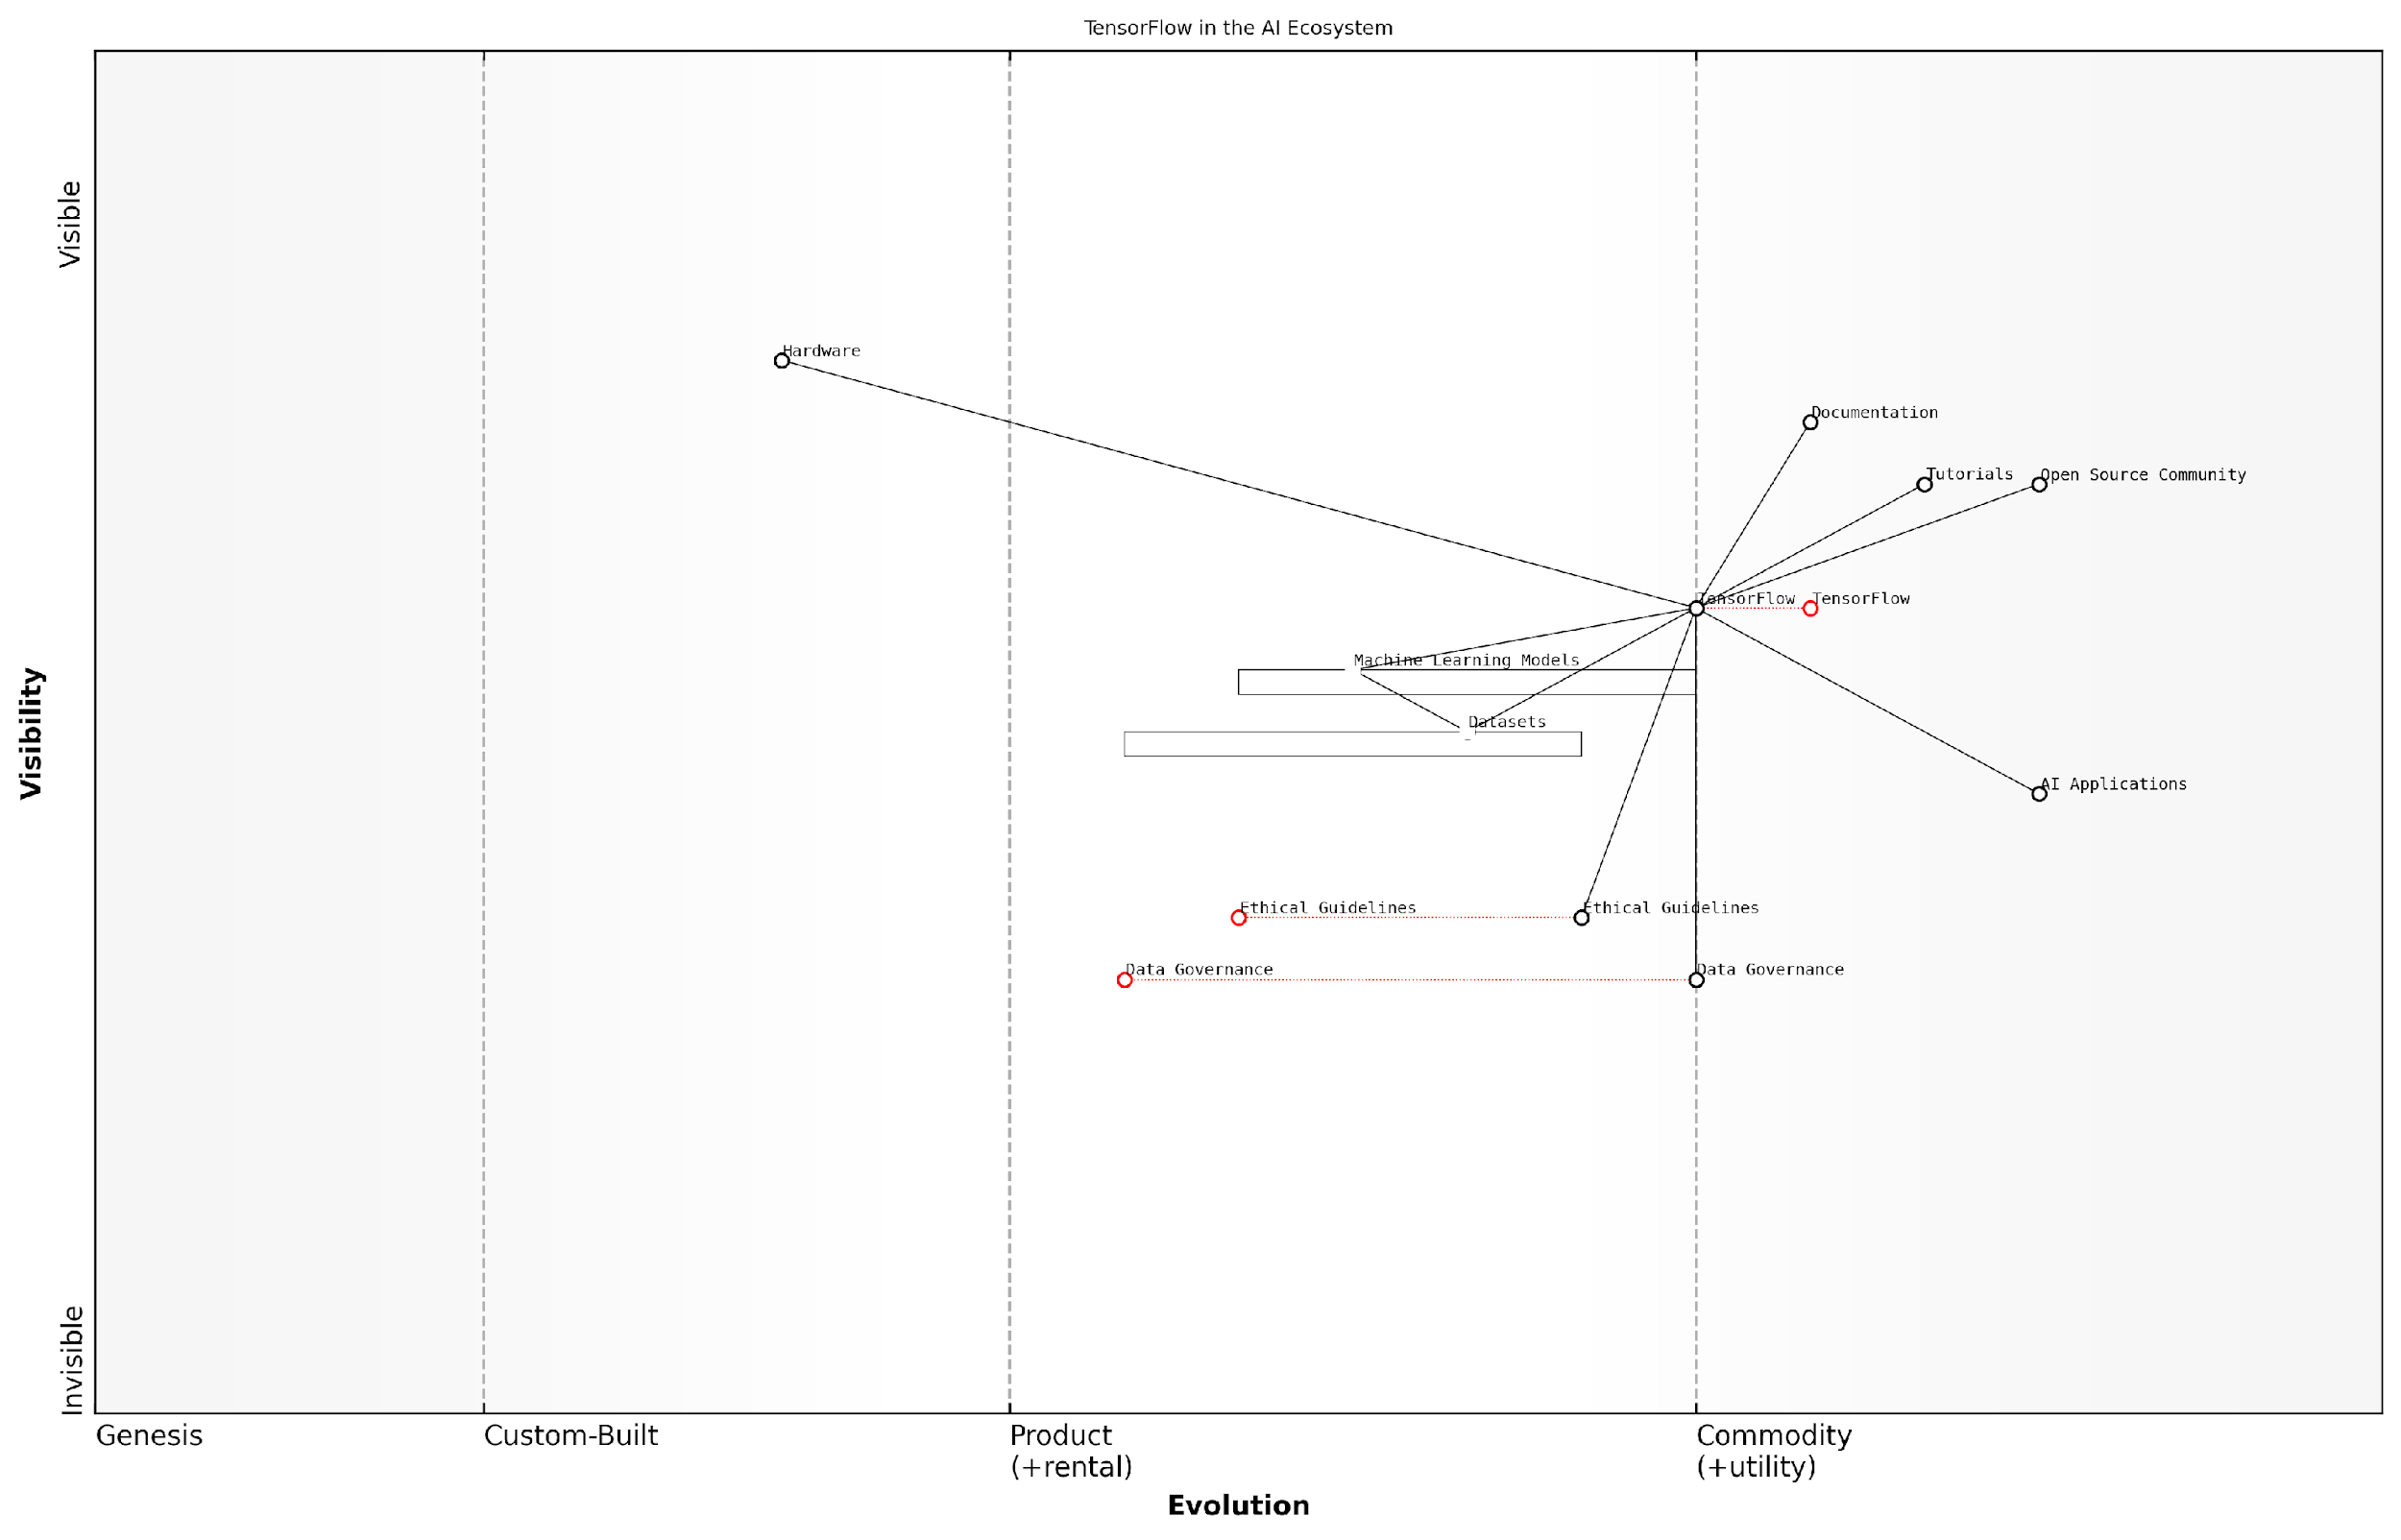 TensorFlow in the AI Ecosystem
Visible
Hardware
Documentation
Tutorials
Open Source Community
TensorFlow
TensorFlow
Machine Learning Models
Datasets
AI Applications
Visibility
Ethical Guidelines
Ethical Guidelines
Data Governance
Data Governance
Invisible
Genesis
Custom-Built
Product
(+rental)
Commodity
(+utility)
Evolution